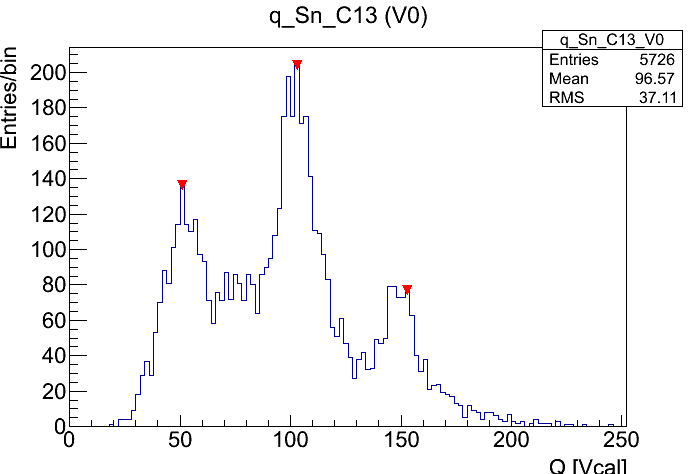 q_Sn_C13 (V0)
q_Sn_C13_V0
Entries 5726
Mean 96.57
RMS 37.11
Entries/bin
200
180
160
140
120
100
80
60
40
20
0
0 50 100 150 200 250
Q [Vcal]